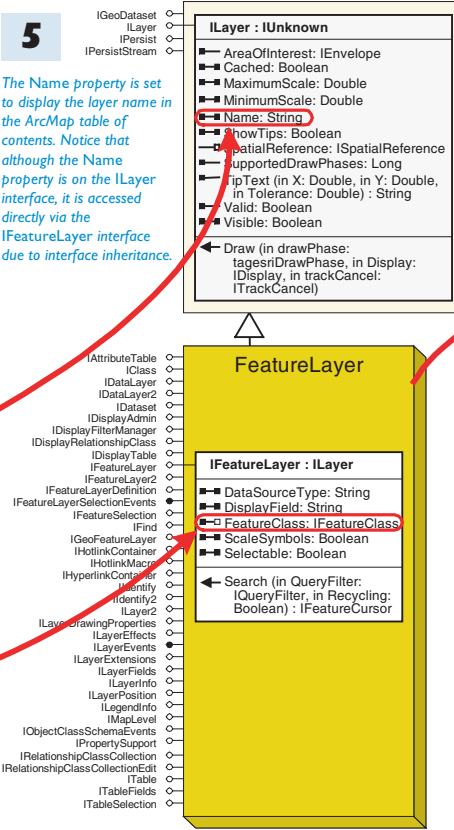 5
The Name property is set
to display the layer name in
the ArcMap table of
contents. Notice that
although the Name
property is on the ILayer
interface, it is accessed
directly via the
IFeatureLayer interface
due to interface inheritance.
IGeoDataset
ILayer
IPersist
IPersistStream
ILayer : IUnknown
AreaOfInterest: IEnvelope
Cached: Boolean
MaximumScale: Double
MinimumScale: Double
Name: String
ShowTips: Boolean
SpatialReference: ISpatialReference
SupportedDrawPhases: Long
TipText (in X: Double, in Y: Double,
in Tolerance: Double) : String
Valid: Boolean
Visible: Boolean
Draw (in drawPhase:
tagesriDrawPhase, in Display:
IDisplay, in trackCancel:
ITrackCancel)
FeatureLayer
IAttributeTable
IClass
IDataLayer
IDataLayer2
IDataset
IDisplayAdmin
IDisplayFilterManager
IDisplayRelationshipClass
IDisplayTable
IFeatureLayer
IFeatureLayer2
IFeatureLayerDefinition
IFeatureLayerSelectionEvents
IFeatureSelection
IFind
IGeoFeatureLayer
IHotlinkContainer
IHotlinkMacro
IHyperlinkContainer
IIdentify
IIdentify2
ILayer2
ILayerDrawingProperties
ILayerEffects
ILayerEvents
ILayerExtensions
ILayerFields
ILayerInfo
ILayerPosition
ILegendInfo
IMapLevel
IObjectClassSchemaEvents
IPropertySupport
IRelationshipClassCollection
IRelationshipClassCollectionEdit
ITable
ITableFields
ITableSelection
IFeatureLayer : ILayer
DataSourceType: String
DisplayField: String
FeatureClass: IFeatureClass
ScaleSymbols: Boolean
Selectable: Boolean
Search (in QueryFilter:
IQueryFilter, in Recycling:
Boolean) : IFeatureCursor